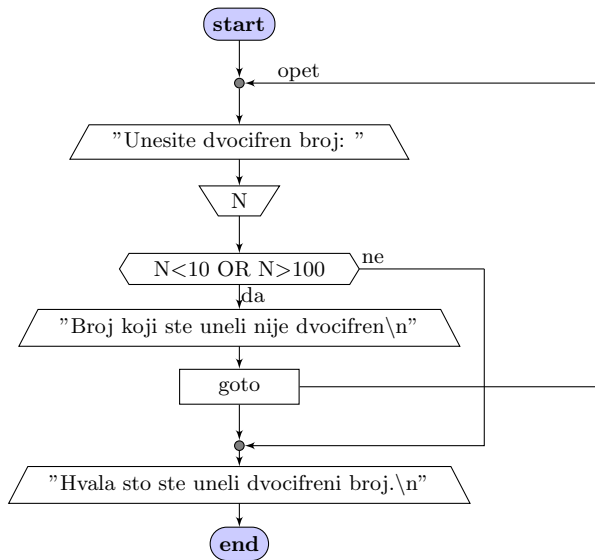 start
opet
"Unesite dvocifren broj: "
N
N<10 OR N>100
ne
da
"Broj koji ste uneli nije dvocifren\n"
goto
"Hvala sto ste uneli dvocifreni broj.\n"
end